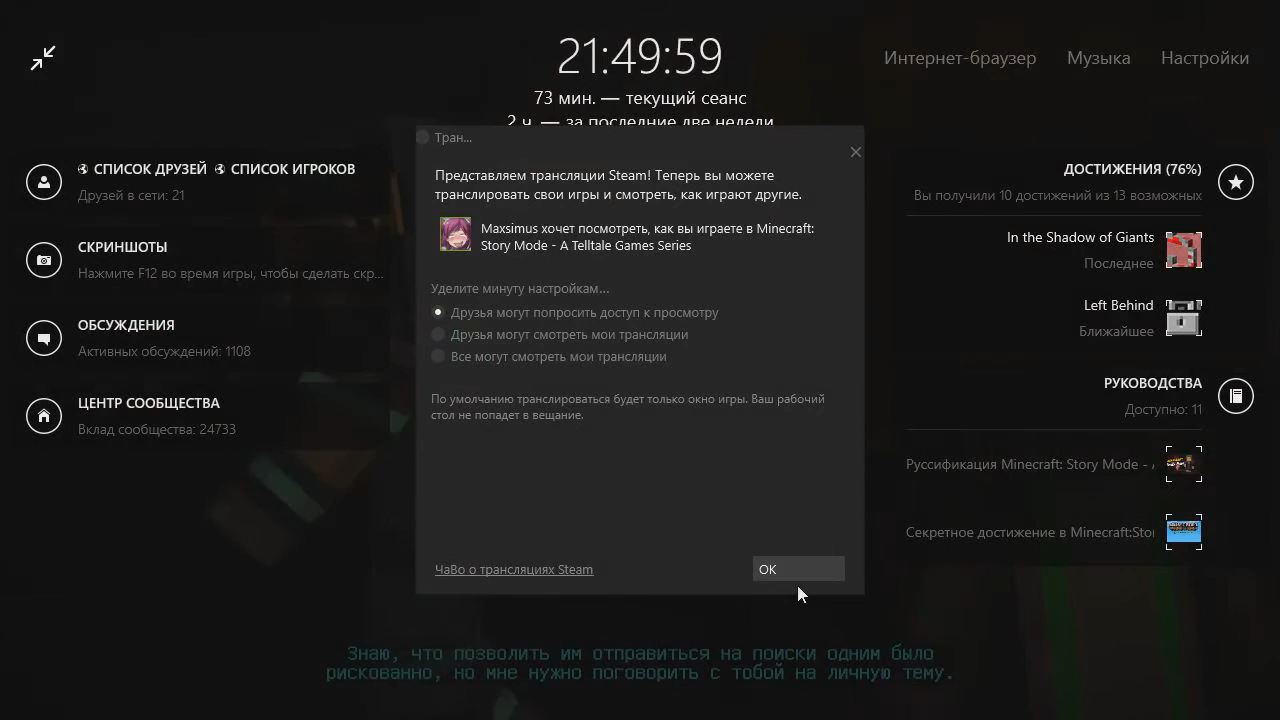 21:49:59
73 мин. — текущий сеанс
2 ч. — за последние две недели
Интернет-браузер Музыка Настройки
СПИСОК ДРУЗЕЙ СПИСОК ИГРОКОВ
Друзей в сети: 21
СКРИНШОТЫ
Нажмите F12 во время игры, чтобы сделать скр...
ОБСУЖДЕНИЯ
Активных обсуждений: 1108
ЦЕНТР СООБЩЕСТВА
Вклад сообщества: 24733
Тран...
Представляем трансляции Steam! Теперь вы можете
транслировать свои игры и смотреть, как играют другие.
Maxsimus хочет посмотреть, как вы играете в Minecraft:
Story Mode - A Telltale Games Series
Уделите минуту настройкам...
Друзья могут попросить доступ к просмотру
Друзья могут смотреть мои трансляции
Все могут смотреть мои трансляции
По умолчанию транслироваться будет только окно игры. Ваш рабочий
стол не попадет в вещание.
ЧаВо о трансляциях Steam
OK
ДОСТИЖЕНИЯ (76%)
Вы получили 10 достижений из 13 возможных
In the Shadow of Giants
Последнее
Left Behind
Ближайшее
РУКОВОДСТВА
Доступно: 11
Руссификация Minecraft: Story Mode -
Секретное достижение в Minecraft:Sto
Знаю, что позволить им отправиться на поиски одним было
рискованно, но мне нужно поговорить с тобой на личную тему.